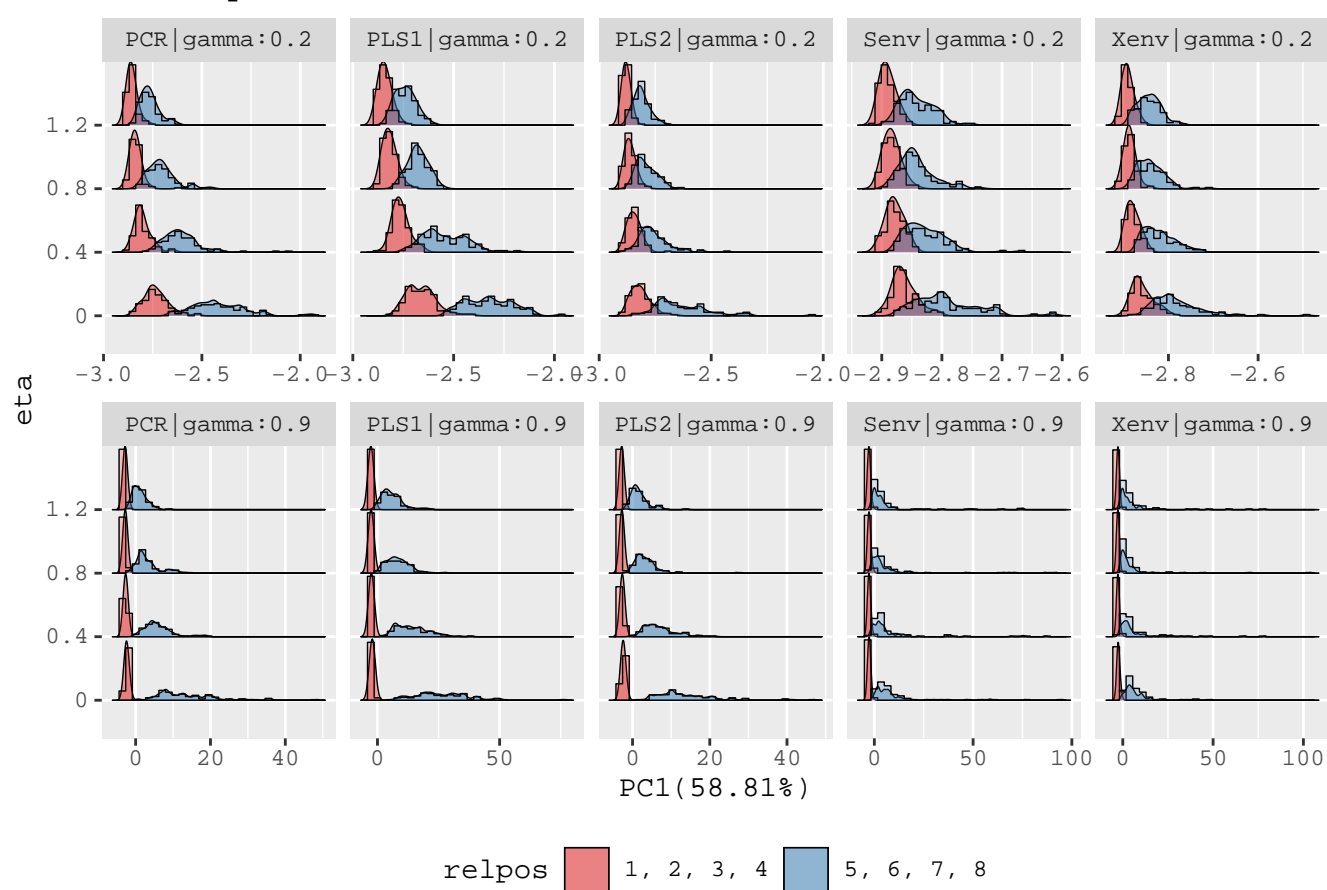 PCR|gamma:0.2 PLS1|gamma:0.2 PLS2|gamma:0.2 Senv|gamma:0.2 Xenv|gamma:0.2
1.2
0.8
0.4
0
−3.0 −2.5 −2.0 −3.0 −2.5 −2.0 −3.0 −2.5 −2.0 −2.9 −2.8 −2.7 −2.6 −2.8 −2.6
eta
PCR|gamma:0.9 PLS1|gamma:0.9 PLS2|gamma:0.9 Senv|gamma:0.9 Xenv|gamma:0.9
1.2
0.8
0.4
0
0 20 40 0 50 0 20 40 0 50 100 0 50 100
PC1(58.81%)
relpos 1, 2, 3, 4 5, 6, 7, 8